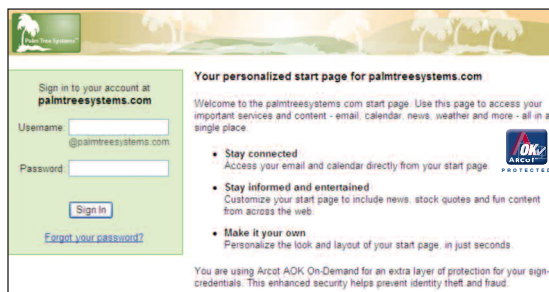 Palm Tree Systems
Sign in to your account at
palmtreesystems.com
Username:
@palmtreesystems.com
Password:
Sign In
Forgot your password?
Your personalized start page for palmtreesystems.com
Welcome to the palmtreesystems.com start page. Use this page to access your
important services and content - email, calendar, news, weather and more - all in a
single place.
• Stay connected
Access your email and calendar directly from your start page.
• Stay informed and entertained
Customize your start page to include news, stock quotes and fun content
from across the web.
• Make it your own
Personalize the look and layout of your start page, in just seconds.
AOK
ARCOT
PROTECTED
You are using Arcot AOK On-Demand for an extra layer of protection for your sign-
credentials. This enhanced security helps prevent identity theft and fraud.